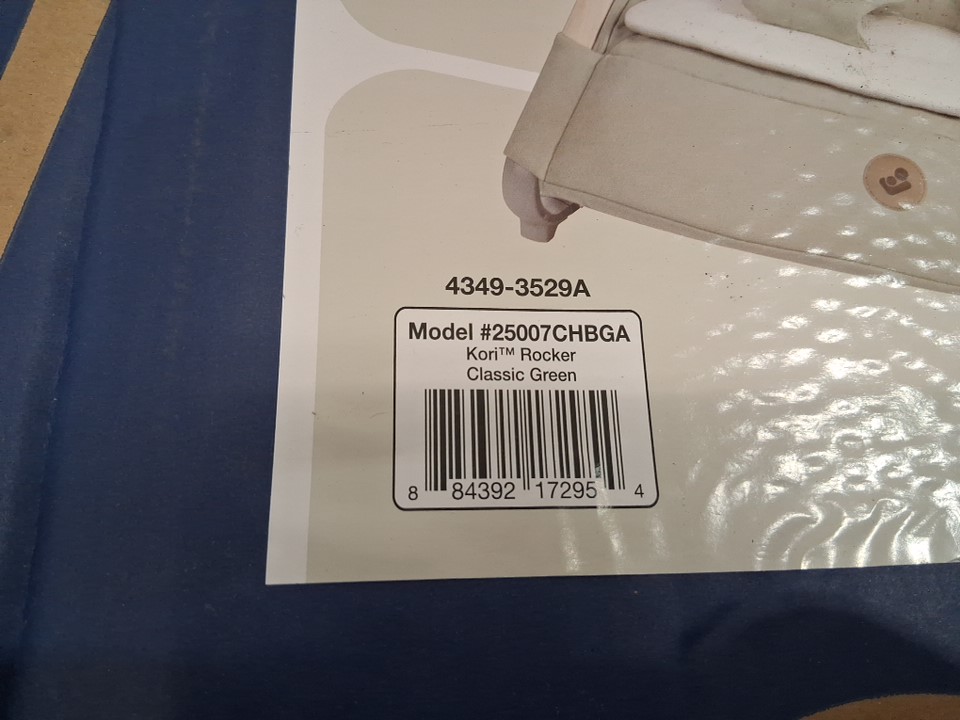 4349-3529A
Model #25007CHBGA
Kori™ Rocker
Classic Green
8 84392 17295 4